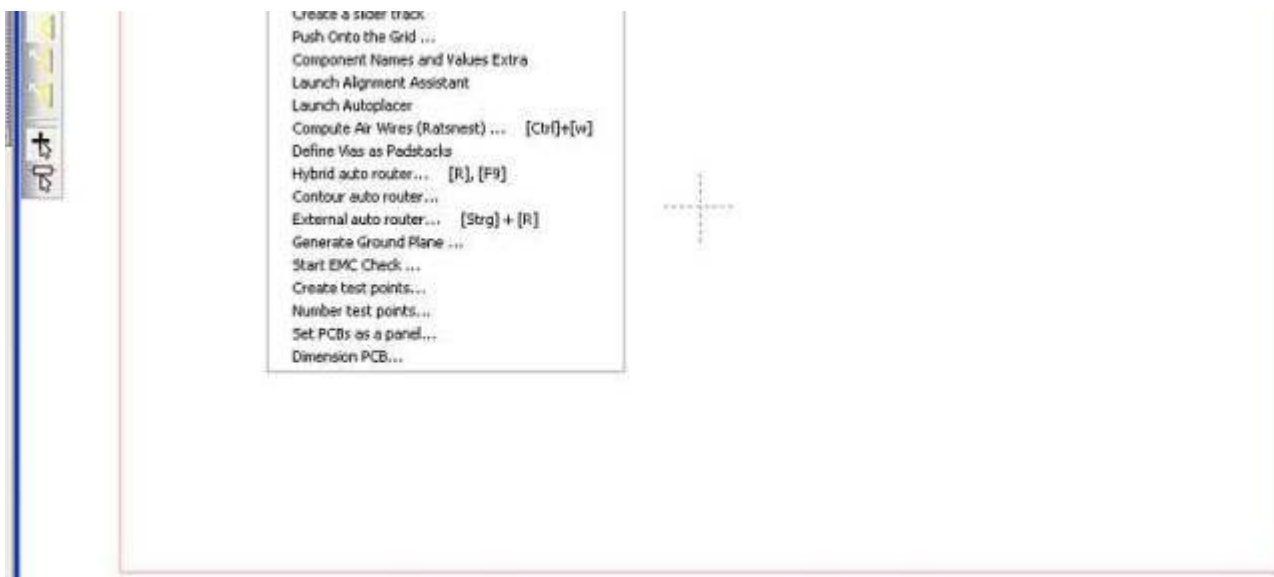 Create a slider track
Push Onto the Grid ...
Component Names and Values Extra
Launch Alignment Assistant
Launch Autoplacer
Compute Air Wires (Ratsnest) ... [Ctrl]+[w]
Define Vias as Padstacks
Hybrid auto router... [R], [F9]
Contour auto router...
External auto router... [Strg] + [R]
Generate Ground Plane ...
Start EMC Check ...
Create test points...
Number test points...
Set PCBs as a panel...
Dimension PCB...